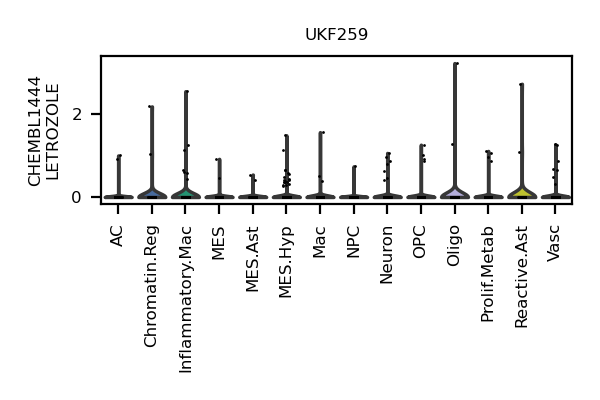 UKF259
CHEMBL1444
LETROZOLE
2
0
AC
Chromatin.Reg
Inflammatory.Mac
MES
MES.Ast
MES.Hyp
Mac
NPC
Neuron
OPC
Oligo
Prolif.Metab
Reactive.Ast
Vasc